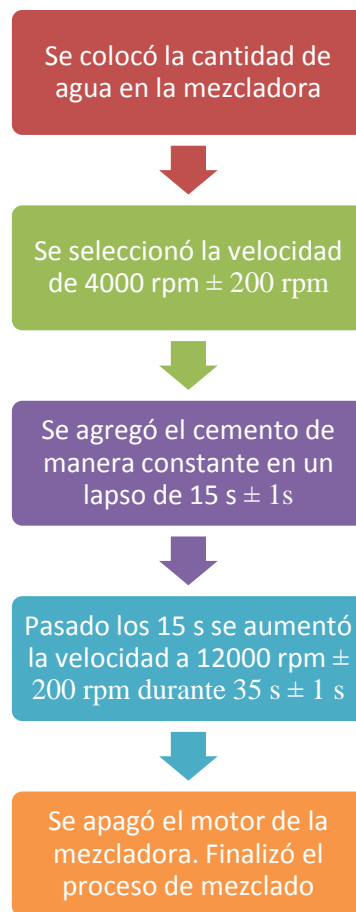 Se colocó la cantidad de
agua en la mezcladora
Se seleccionó la velocidad
de 4000 rpm ± 200 rpm
Se agregó el cemento de
manera constante en un
lapso de 15 s ± 1s
Pasado los 15 s se aumentó
la velocidad a 12000 rpm ±
200 rpm durante 35 s ± 1 s
Se apagó el motor de la
mezcladora. Finalizó el
proceso de mezclado